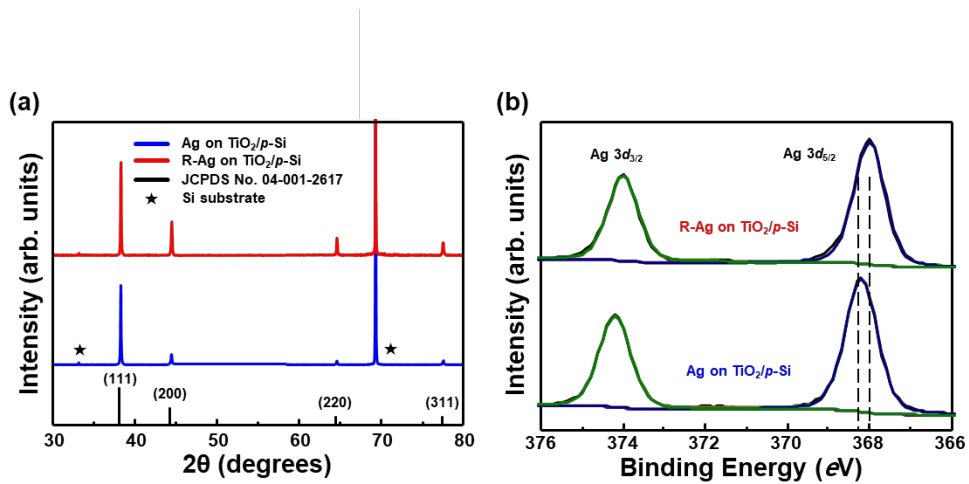 (a)
Intensity (arb. units)
Ag on TiO₂/p-Si
R-Ag on TiO₂/p-Si
JCPDS No. 04-001-2617
★ Si substrate
★
★
(111)
(200)
(220)
(311)
30 40 50 60 70 80
2θ (degrees)
(b)
Intensity (arb. units)
Ag 3d₃/₂
Ag 3d₅/₂
R-Ag on TiO₂/p-Si
Ag on TiO₂/p-Si
376 374 372 370 368 366
Binding Energy (eV)